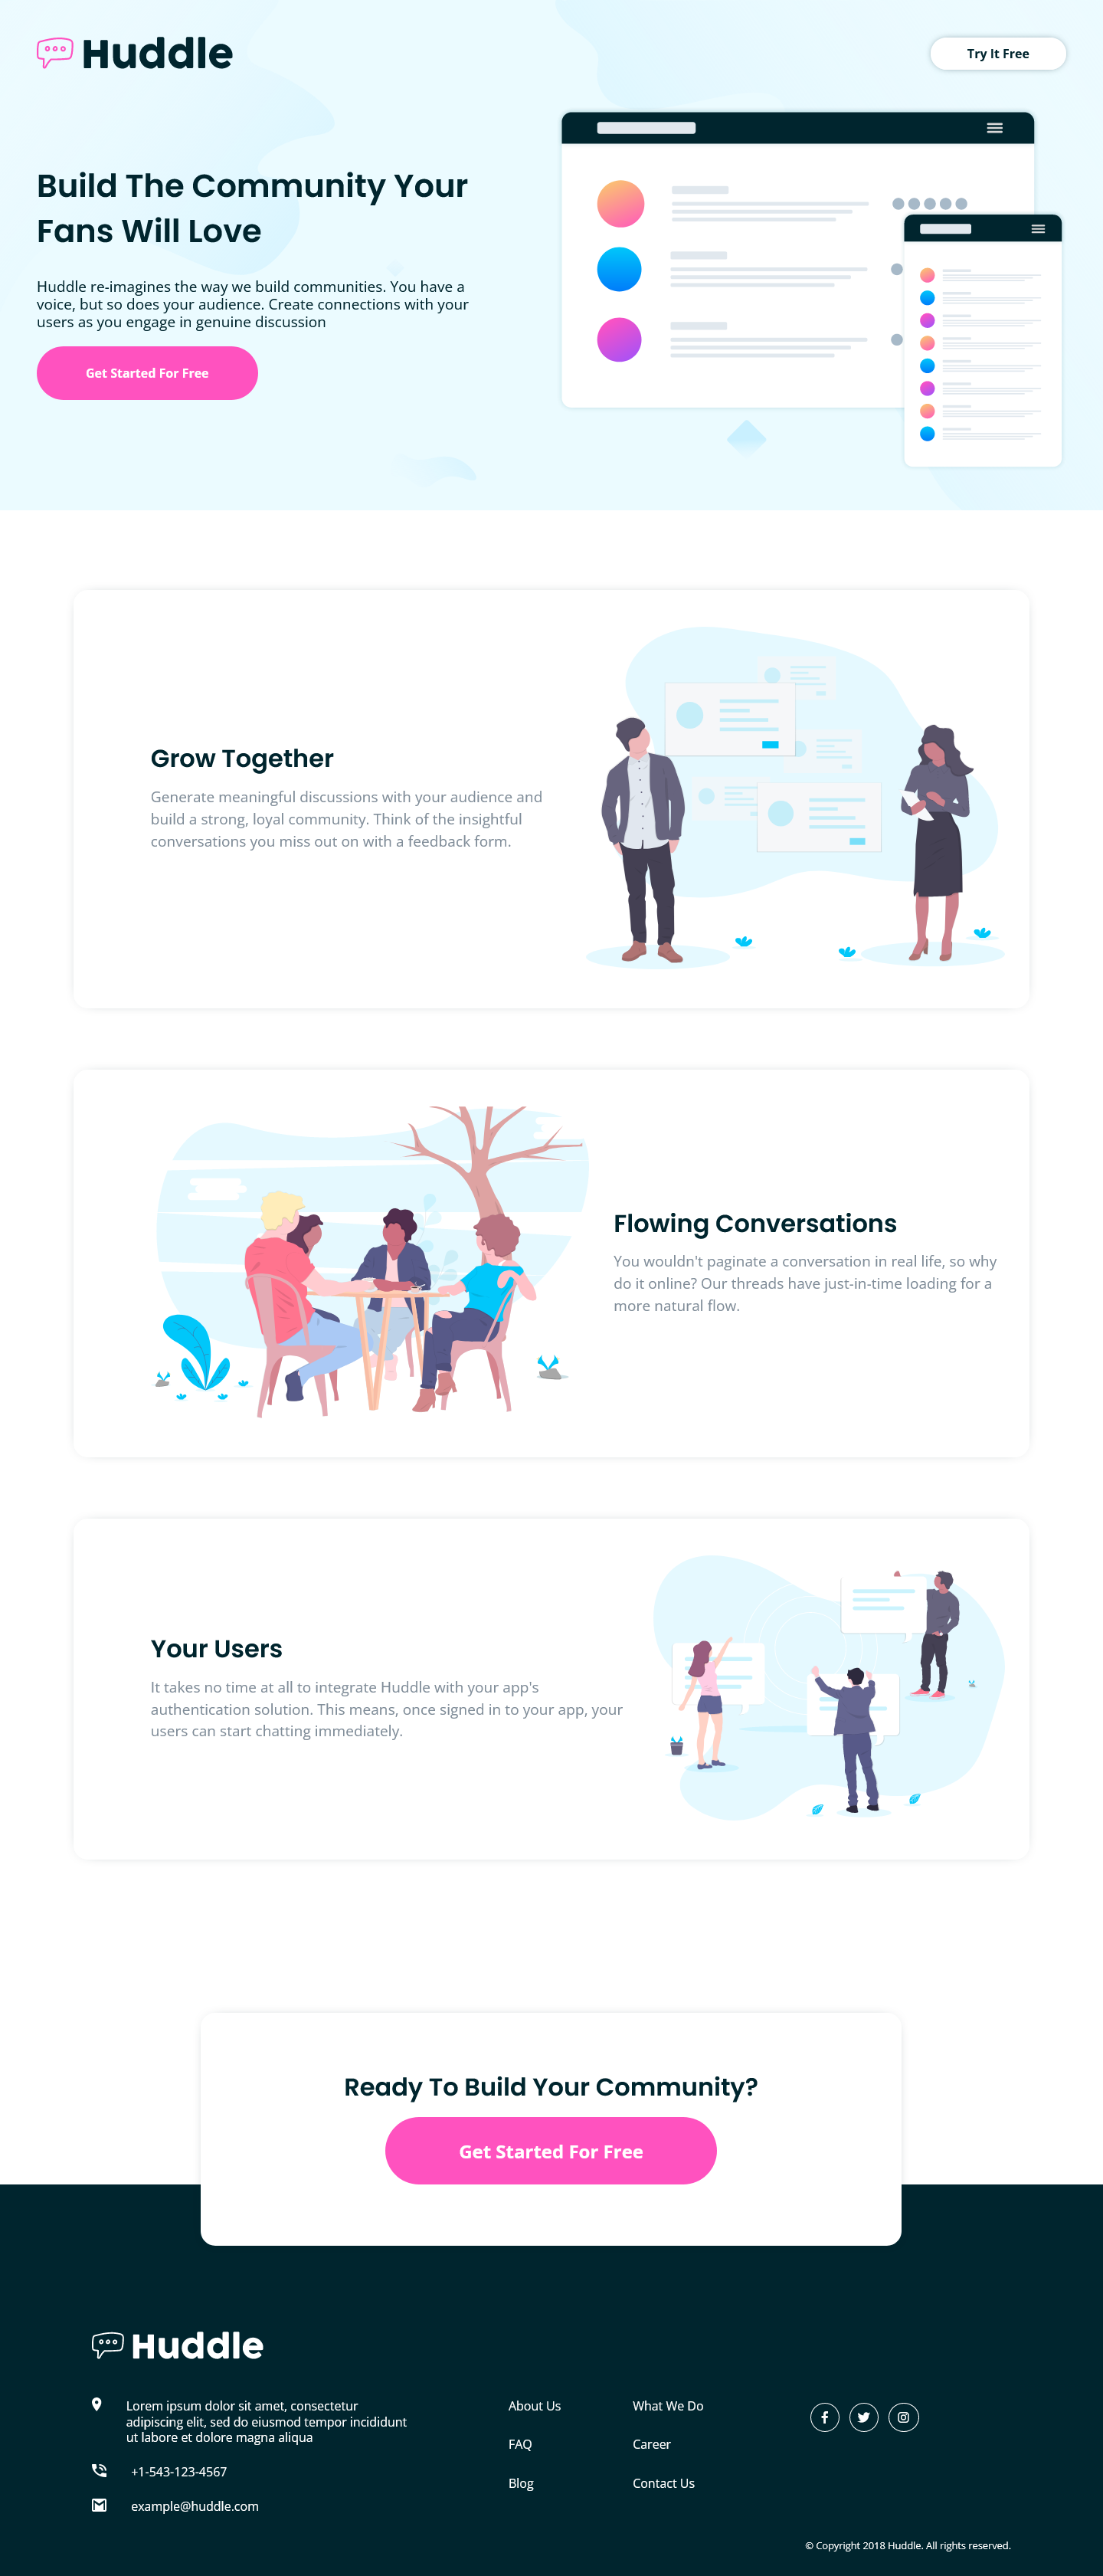 Huddle
Try It Free
Build The Community Your
Fans Will Love
Huddle re-imagines the way we build communities. You have a
voice, but so does your audience. Create connections with your
users as you engage in genuine discussion
Get Started For Free
Grow Together
Generate meaningful discussions with your audience and
build a strong, loyal community. Think of the insightful
conversations you miss out on with a feedback form.
Flowing Conversations
You wouldn't paginate a conversation in real life, so why
do it online? Our threads have just-in-time loading for a
more natural flow.
Your Users
It takes no time at all to integrate Huddle with your app's
authentication solution. This means, once signed in to your app, your
users can start chatting immediately.
Ready To Build Your Community?
Get Started For Free
Huddle
Lorem ipsum dolor sit amet, consectetur
adipiscing elit, sed do eiusmod tempor incididunt
ut labore et dolore magna aliqua
+1-543-123-4567
example@huddle.com
About Us
FAQ
Blog
What We Do
Career
Contact Us
© Copyright 2018 Huddle. All rights reserved.